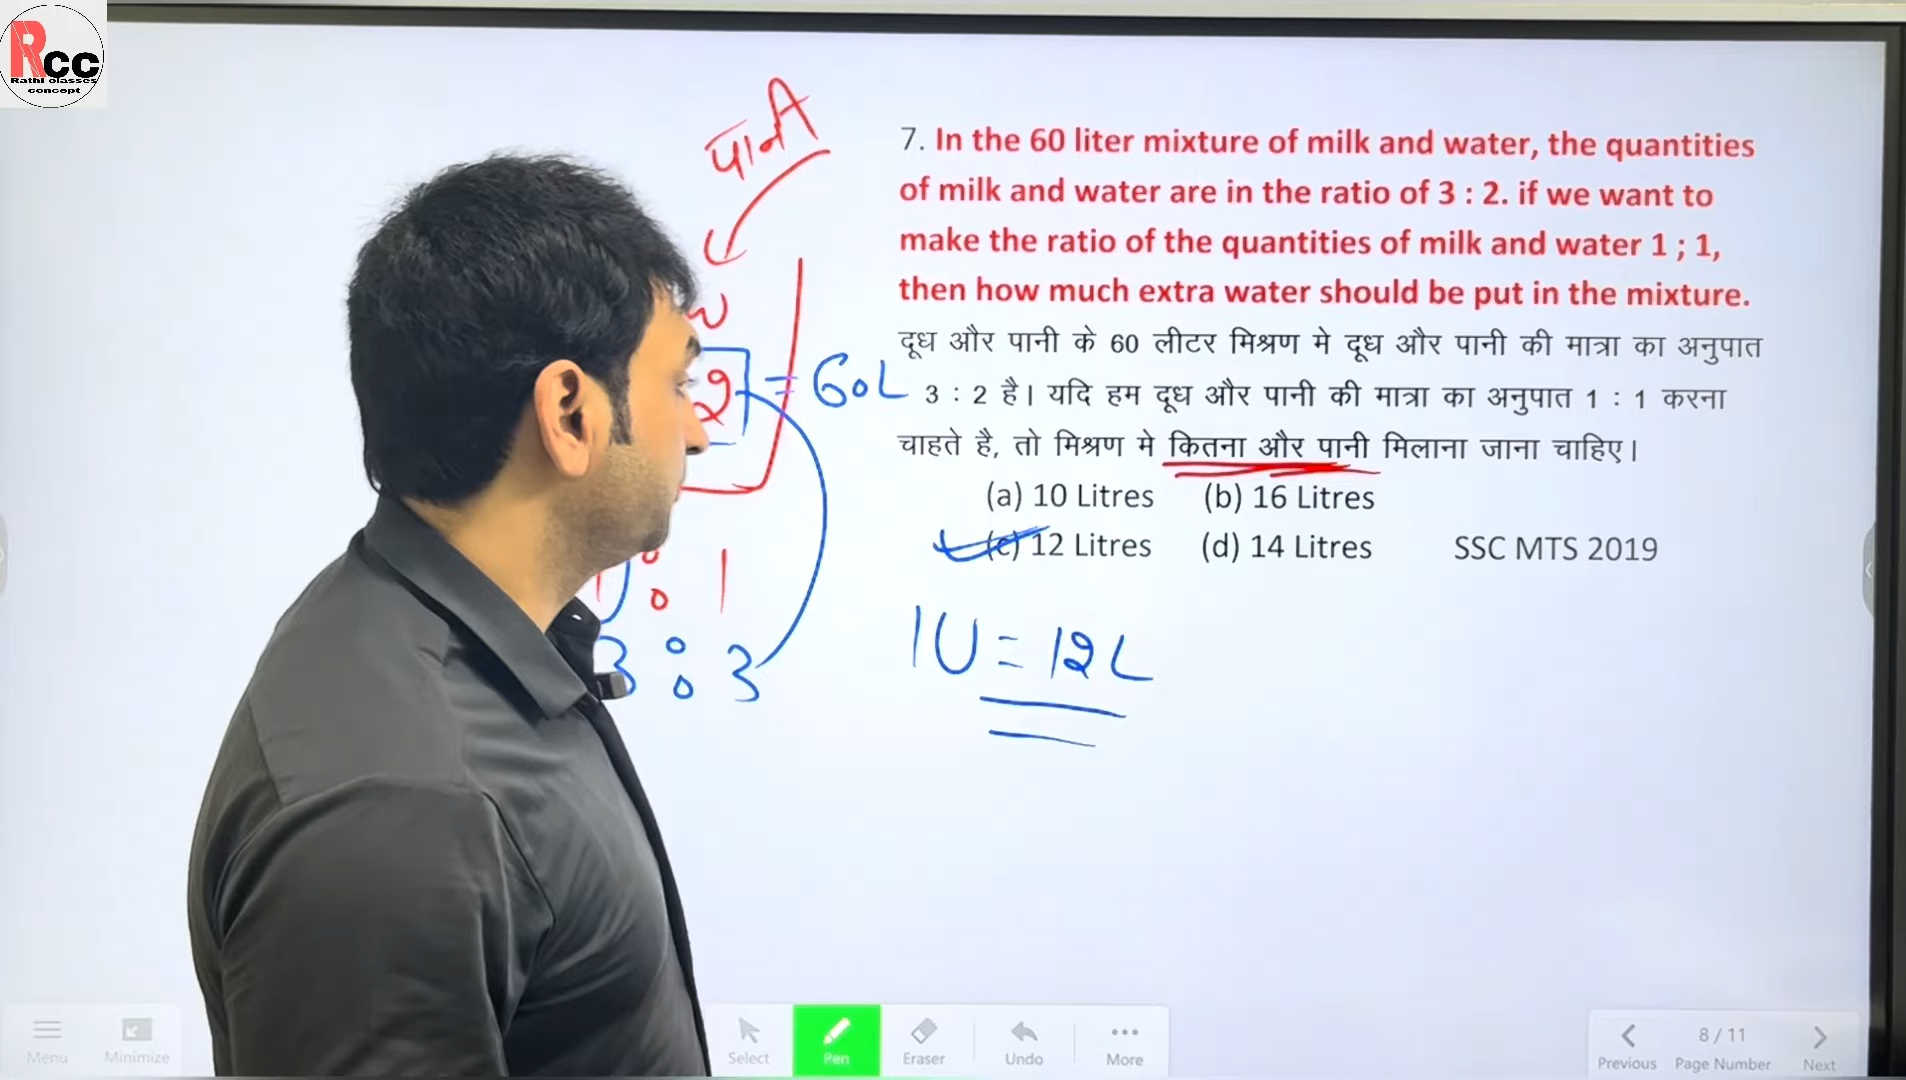 Rcc
Rathi classes
concept
पानी
7. In the 60 liter mixture of milk and water, the quantities
of milk and water are in the ratio of 3 : 2. if we want to
make the ratio of the quantities of milk and water 1 ; 1,
then how much extra water should be put in the mixture.
दूध और पानी के 60 लीटर मिश्रण मे दूध और पानी की मात्रा का अनुपात
3 : 2 है। यदि हम दूध और पानी की मात्रा का अनुपात 1 : 1 करना
चाहते है, तो मिश्रण मे कितना और पानी मिलाना जाना चाहिए।
(a) 10 Litres (b) 16 Litres
(c) 12 Litres (d) 14 Litres SSC MTS 2019
W
2 = 60L
1 : 1
3 : 3
1U = 12L
Menu Minimize Select Pen Eraser Undo More
8 / 11
Previous Page Number Next